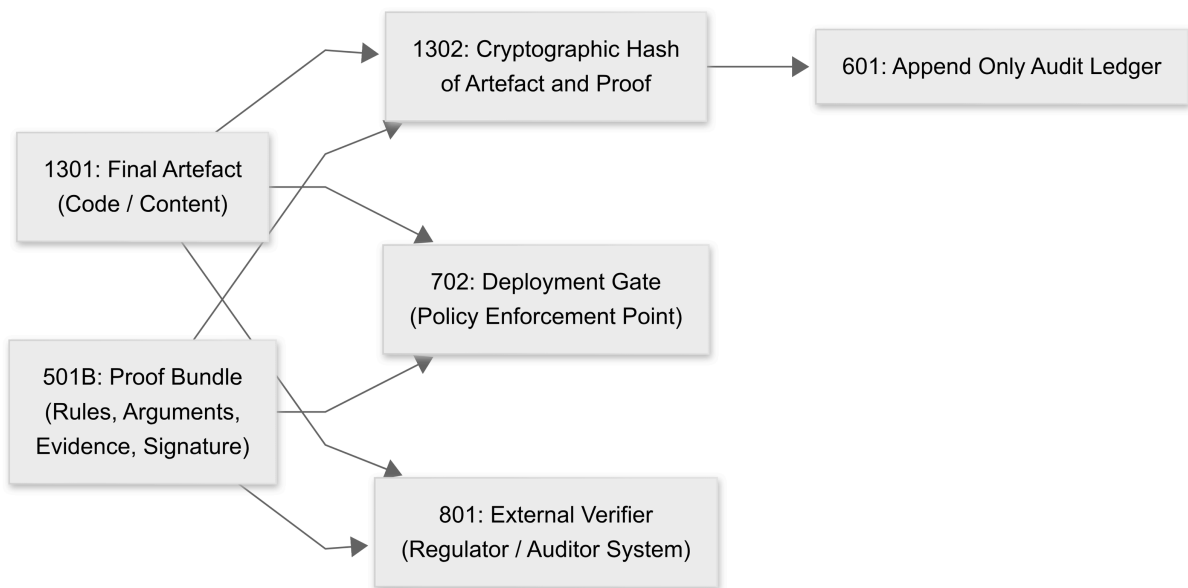 1302: Cryptographic Hash
of Artefact and Proof
601: Append Only Audit Ledger
1301: Final Artefact
(Code / Content)
702: Deployment Gate
(Policy Enforcement Point)
501B: Proof Bundle
(Rules, Arguments,
Evidence, Signature)
801: External Verifier
(Regulator / Auditor System)